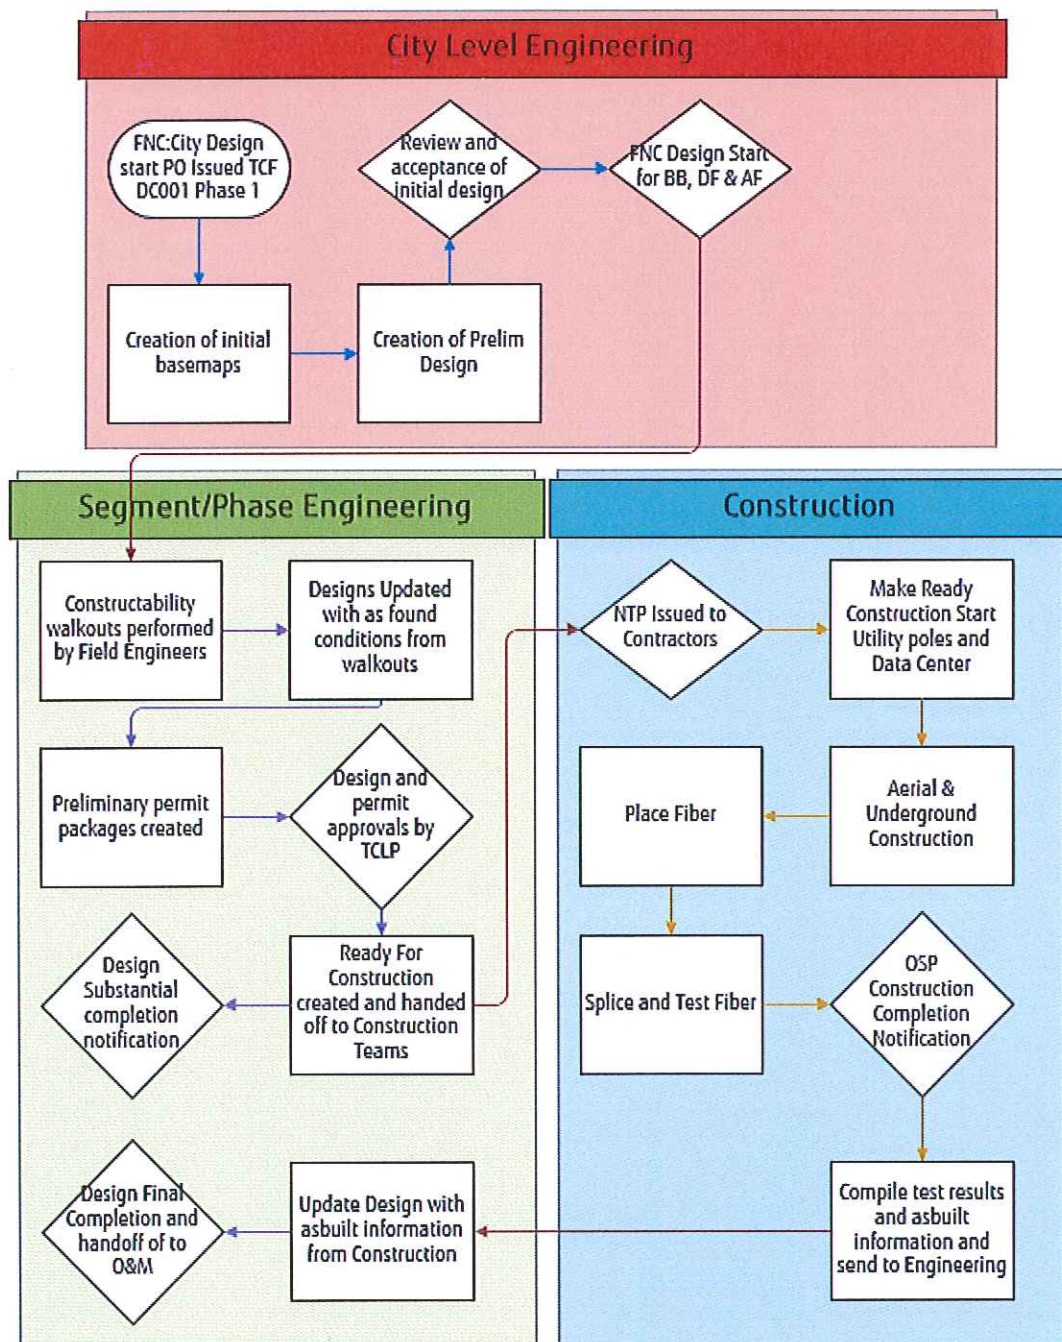 City Level Engineering
FNC:City Design
start PO Issued TCF
DC001 Phase 1
Review and
acceptance of
initial design
FNC Design Start
for BB, DF & AF
Creation of initial
basemaps
Creation of Prelim
Design
Segment/Phase Engineering
Constructability
walkouts performed
by Field Engineers
Designs Updated
with as found
conditions from
walkouts
Preliminary permit
packages created
Design and
permit
approvals by
TCLP
Design
Substantial
completion
notification
Ready For
Construction
created and handed
off to Construction
Teams
Design Final
Completion and
handoff of to
O&M
Update Design with
asbuilt information
from Construction
Construction
NTP Issued to
Contractors
Make Ready
Construction Start
Utility poles and
Data Center
Place Fiber
Aerial &
Underground
Construction
Splice and Test Fiber
OSP
Construction
Completion
Notification
Compile test results
and asbuilt
information and
send to Engineering